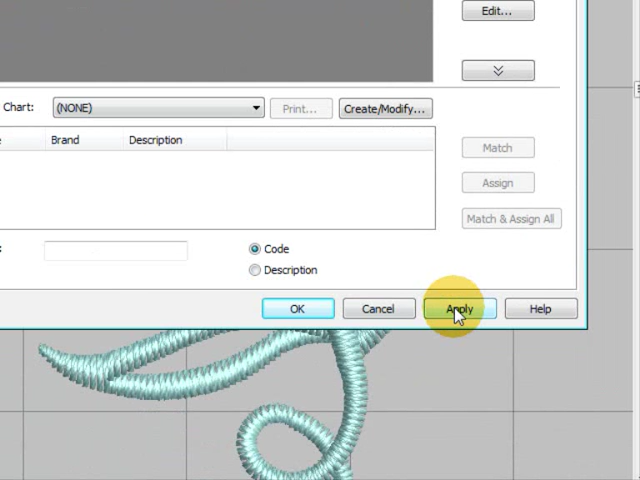 Edit...
Chart: (NONE) Print... Create/Modify...
Brand Description
Match
Assign
Match & Assign All
Code
Description
OK Cancel Apply Help